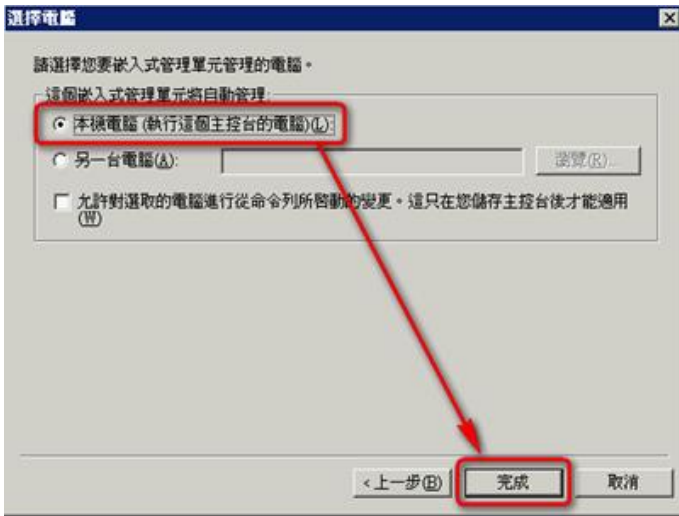 選擇電腦
請選擇您要嵌入式管理單元管理的電腦。
這個嵌入式管理單元將自動管理:
本機電腦 (執行這個主控台的電腦)(L):
另一台電腦(A):
瀏覽(R)...
允許對選取的電腦進行從命令列所啓動的變更。這只在您儲存主控台後才能適用
(W)
<上一步(B)
完成
取消